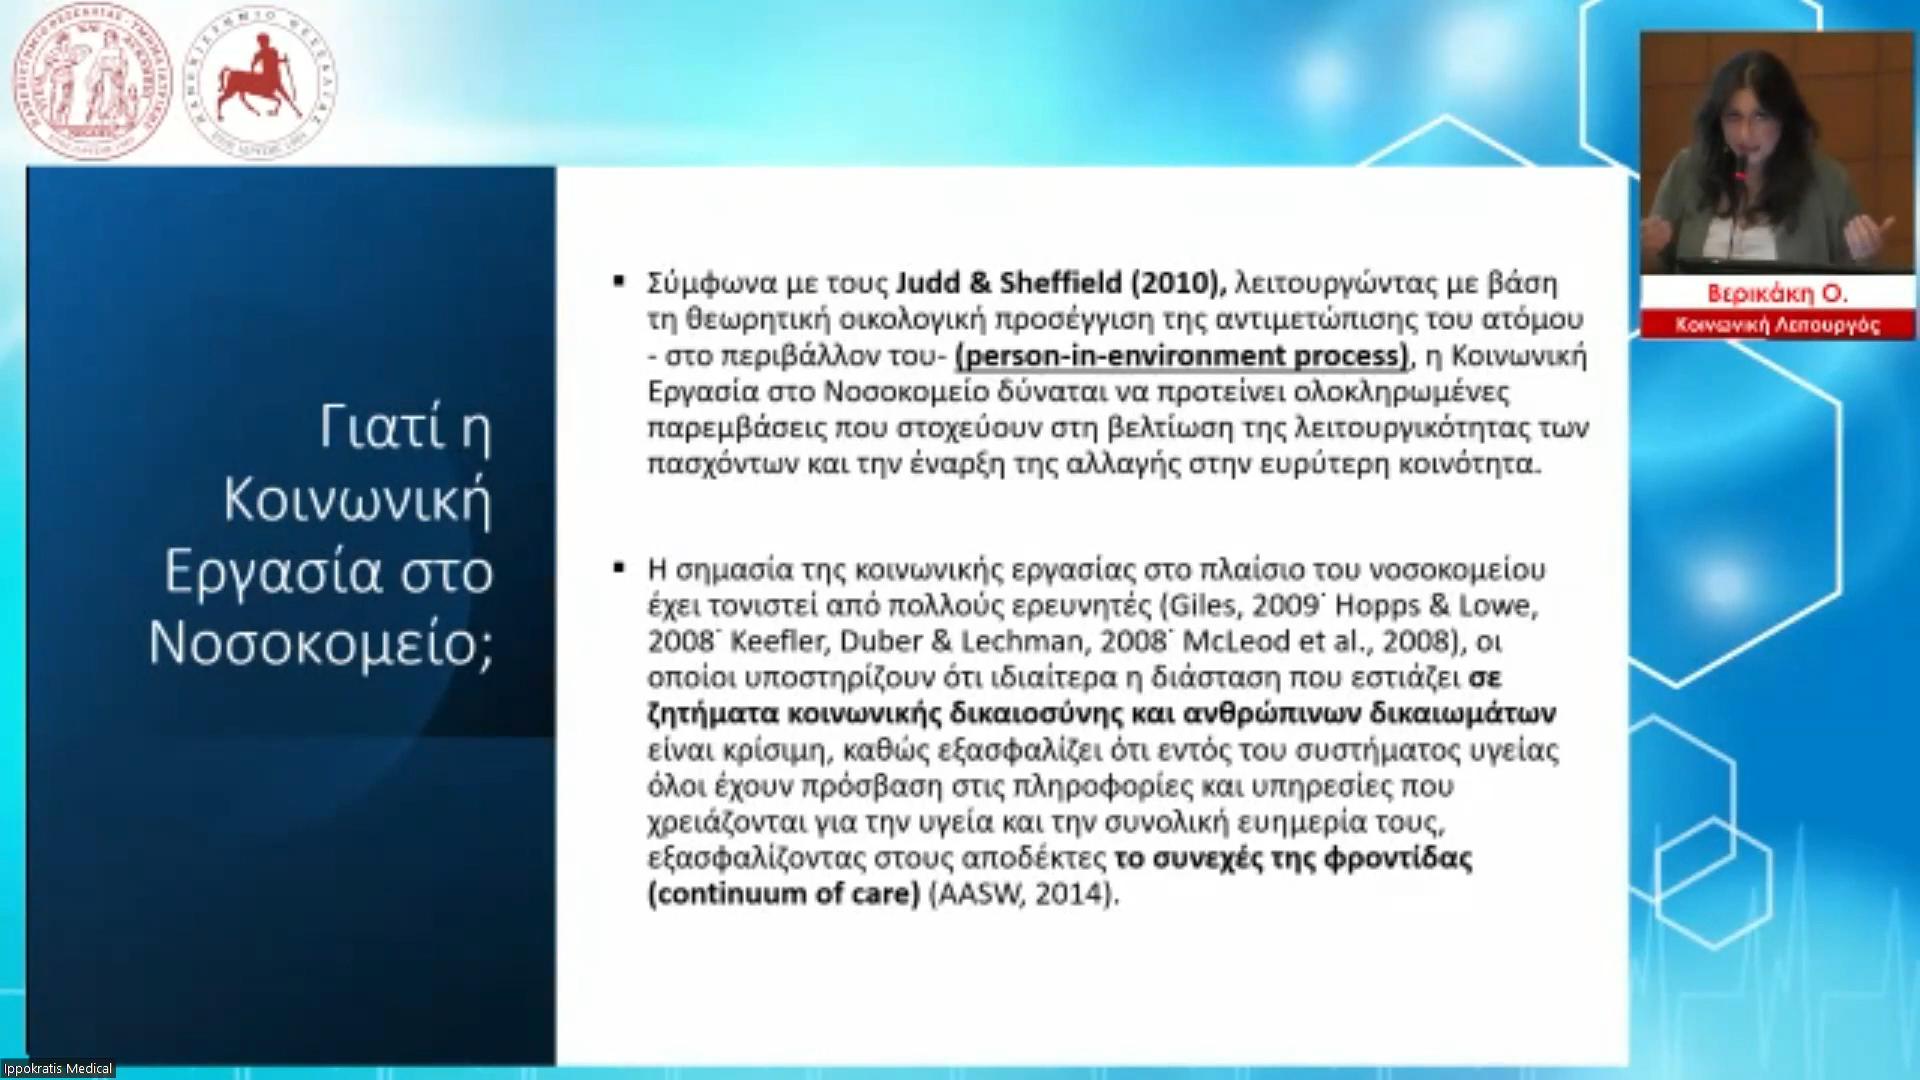 ΠΑΝΕΠΙΣΤΗΜΙΟ ΘΕΣΣΑΛΙΑΣ
Βερικάκη Ο.
Κοινωνική Λειτουργός
Γιατί η
Κοινωνική
Εργασία στο
Νοσοκομείο;
▪ Σύμφωνα με τους Judd & Sheffield (2010), λειτουργώντας με βάση
τη θεωρητική οικολογική προσέγγιση της αντιμετώπισης του ατόμου
- στο περιβάλλον του- (person-in-environment process), η Κοινωνική
Εργασία στο Νοσοκομείο δύναται να προτείνει ολοκληρωμένες
παρεμβάσεις που στοχεύουν στη βελτίωση της λειτουργικότητας των
πασχόντων και την έναρξη της αλλαγής στην ευρύτερη κοινότητα.
▪ Η σημασία της κοινωνικής εργασίας στο πλαίσιο του νοσοκομείου
έχει τονιστεί από πολλούς ερευνητές (Giles, 2009˙ Hopps & Lowe,
2008˙ Keefler, Duber & Lechman, 2008˙ McLeod et al., 2008), οι
οποίοι υποστηρίζουν ότι ιδιαίτερα η διάσταση που εστιάζει σε
ζητήματα κοινωνικής δικαιοσύνης και ανθρώπινων δικαιωμάτων
είναι κρίσιμη, καθώς εξασφαλίζει ότι εντός του συστήματος υγείας
όλοι έχουν πρόσβαση στις πληροφορίες και υπηρεσίες που
χρειάζονται για την υγεία και την συνολική ευημερία τους,
εξασφαλίζοντας στους αποδέκτες το συνεχές της φροντίδας
(continuum of care) (AASW, 2014).
Ippokratis Medical